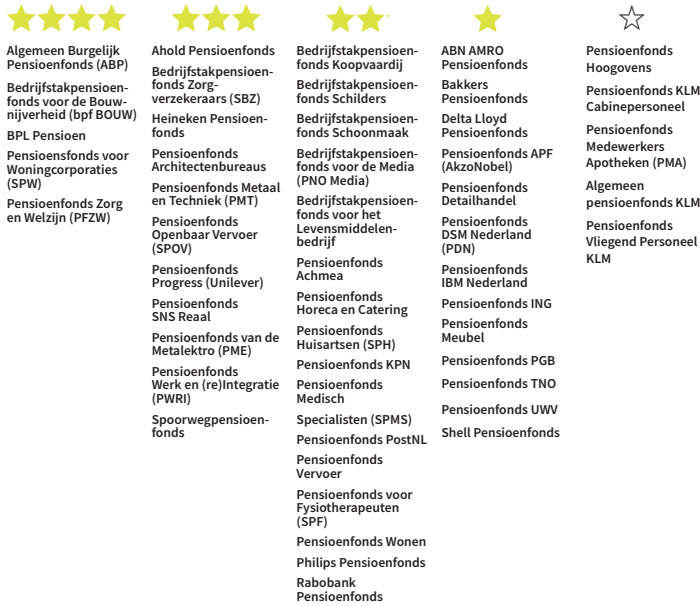 Algemeen Burgelijk
Pensioenfonds (ABP)
Bedrijfstakpensioen-
fonds voor de Bouw-
nijverheid (bpf BOUW)
BPL Pensioen
Pensioensfonds voor
Woningcorporaties
(SPW)
Pensioenfonds Zorg
en Welzijn (PFZW)
Ahold Pensioenfonds
Bedrijfstakpensioen-
fonds Zorg-
verzekeraars (SBZ)
Heineken Pensioen-
fonds
Pensioenfonds
Architectenbureaus
Pensioenfonds Metaal
en Techniek (PMT)
Pensioenfonds
Openbaar Vervoer
(SPOV)
Pensioenfonds
Progress (Unilever)
Pensioenfonds
SNS Reaal
Pensioenfonds van de
Metalektro (PME)
Pensioenfonds
Werk en (re)Integratie
(PWRI)
Spoorwegpensioen-
fonds
Bedrijfstakpensioen-
fonds Koopvaardij
Bedrijfstakpensioen-
fonds Schilders
Bedrijfstakpensioen-
fonds Schoonmaak
Bedrijfstakpensioen-
fonds voor de Media
(PNO Media)
Bedrijfstakpensioen-
fonds voor het
Levensmiddelen-
bedrijf
Pensioenfonds
Achmea
Pensioenfonds
Horeca en Catering
Pensioenfonds
Huisartsen (SPH)
Pensioenfonds KPN
Pensioenfonds
Medisch
Specialisten (SPMS)
Pensioenfonds PostNL
Pensioenfonds
Vervoer
Pensioenfonds voor
Fysiotherapeuten
(SPF)
Pensioenfonds Wonen
Philips Pensioenfonds
Rabobank
Pensioenfonds
ABN AMRO
Pensioenfonds
Bakkers
Pensioenfonds
Delta Lloyd
Pensioenfonds
Pensioenfonds APF
(AkzoNobel)
Pensioenfonds
Detailhandel
Pensioenfonds
DSM Nederland
(PDN)
Pensioenfonds
IBM Nederland
Pensioenfonds ING
Pensioenfonds
Meubel
Pensioenfonds PGB
Pensioenfonds TNO
Pensioenfonds UWV
Shell Pensioenfonds
Pensioenfonds
Hoogovens
Pensioenfonds KLM
Cabinepersoneel
Pensioenfonds
Medewerkers
Apotheken (PMA)
Algemeen
pensioenfonds KLM
Pensioenfonds
Vliegend Personeel
KLM